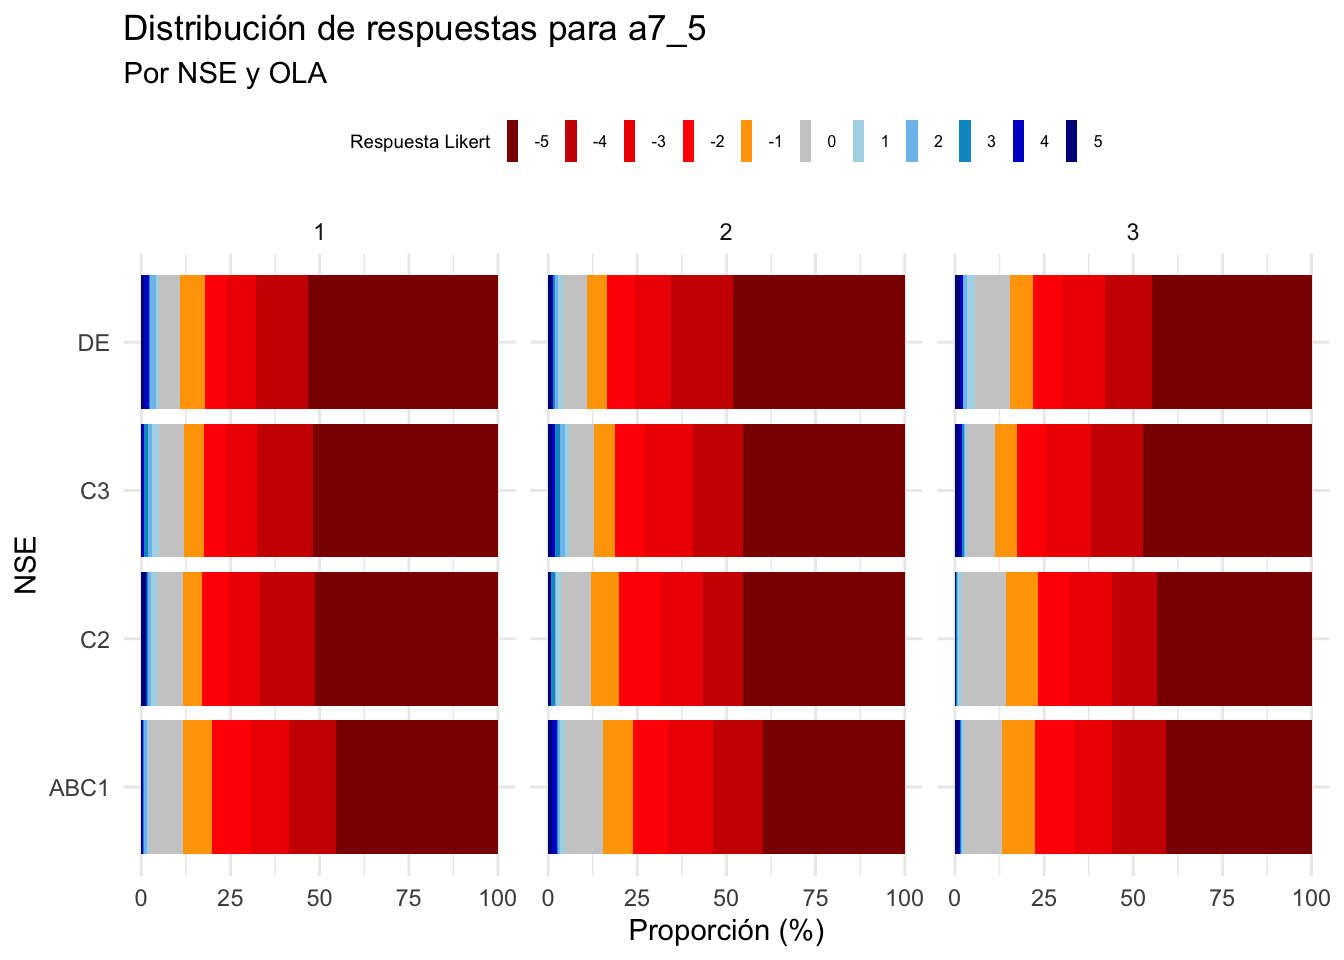 Distribución de respuestas para a7_5
Por NSE y OLA
Respuesta Likert -5 -4 -3 -2 -1 0 1 2 3 4 5
1 2 3
DE
C3
C2
ABC1
NSE
0 25 50 75 100 0 25 50 75 100 0 25 50 75 100
Proporción (%)